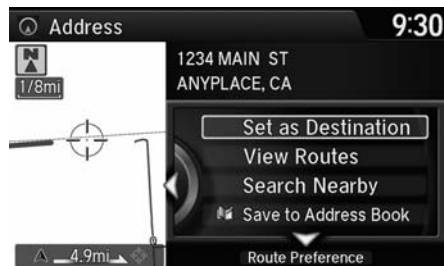 Address
9:30
N
1/8mi
1234 MAIN ST
ANYPLACE, CA
Set as Destination
View Routes
Search Nearby
Save to Address Book
4.9mi
Route Preference